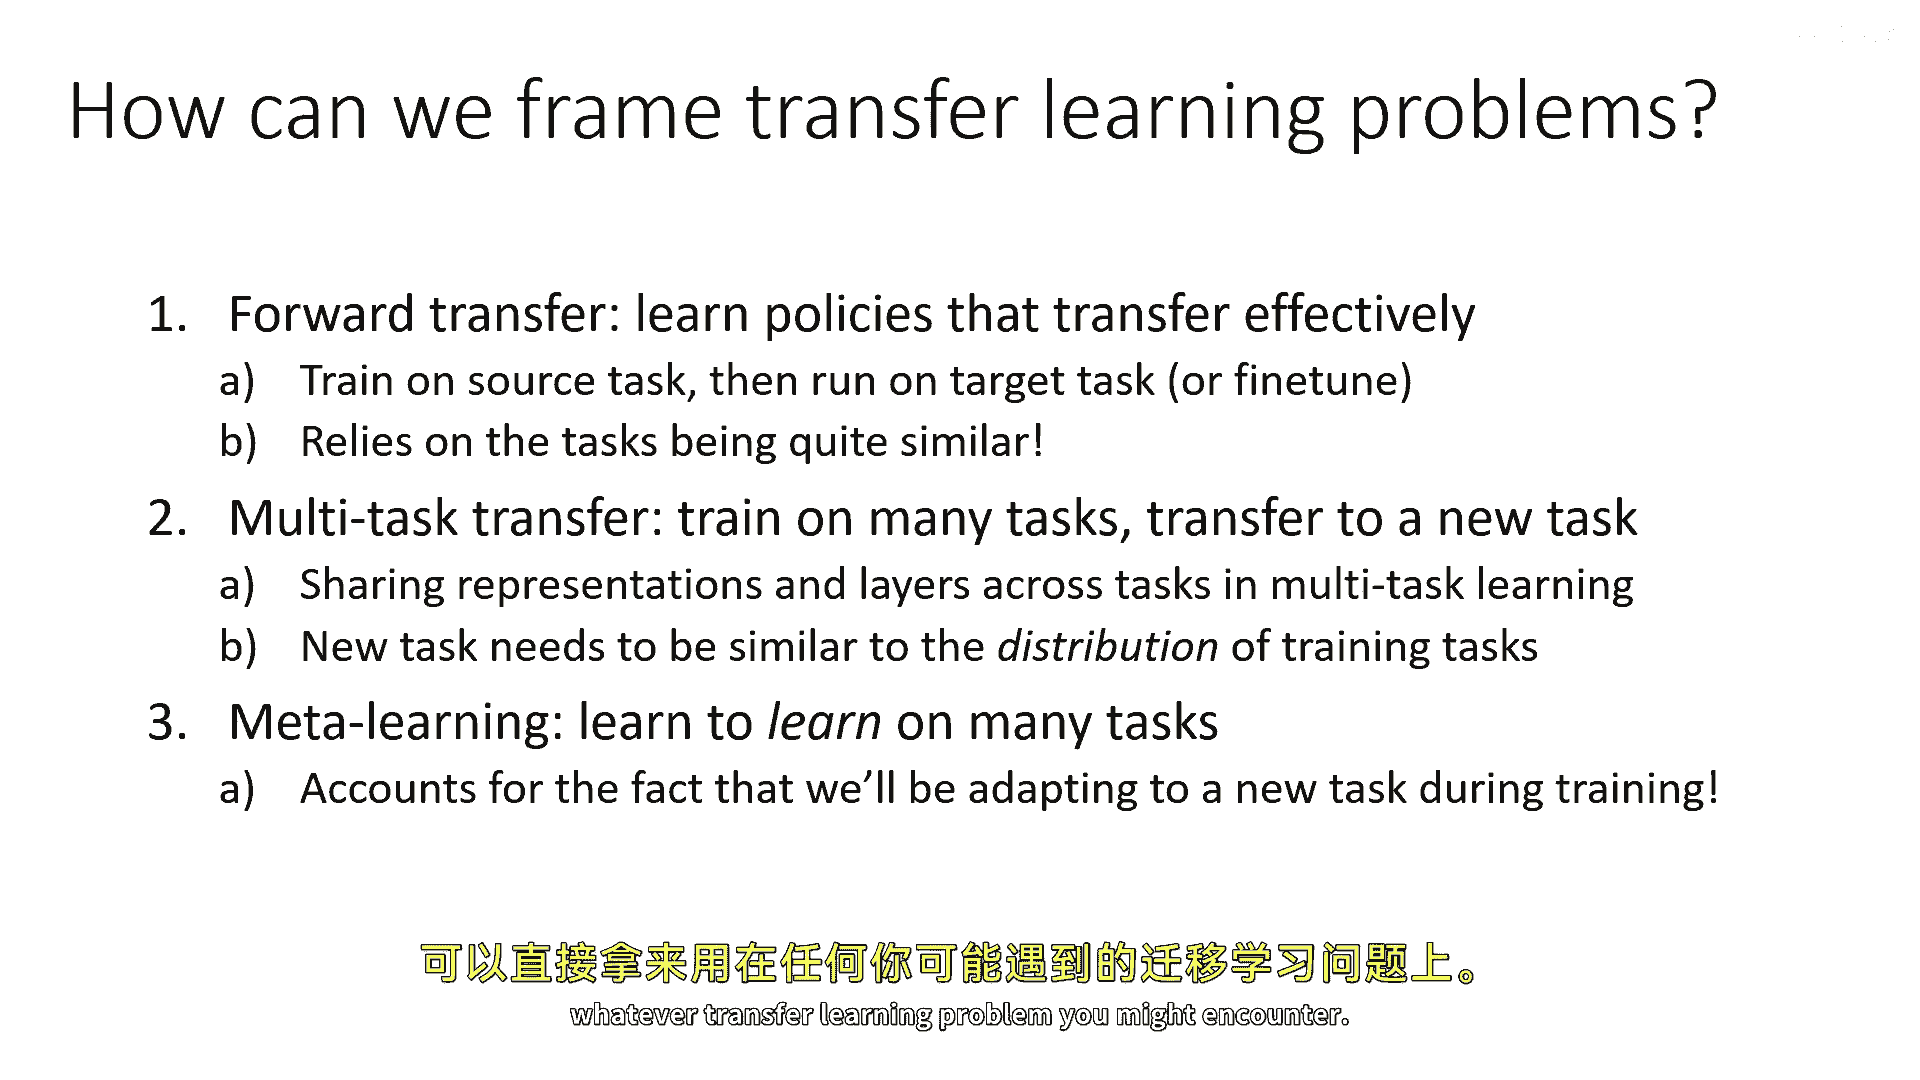 How can we frame transfer learning problems?
1. Forward transfer: learn policies that transfer effectively
a) Train on source task, then run on target task (or finetune)
b) Relies on the tasks being quite similar!
2. Multi-task transfer: train on many tasks, transfer to a new task
a) Sharing representations and layers across tasks in multi-task learning
b) New task needs to be similar to the distribution of training tasks
3. Meta-learning: learn to learn on many tasks
a) Accounts for the fact that we’ll be adapting to a new task during training!
可以直接拿来用在任何你可能遇到的迁移学习问题上。
whatever transfer learning problem you might encounter.